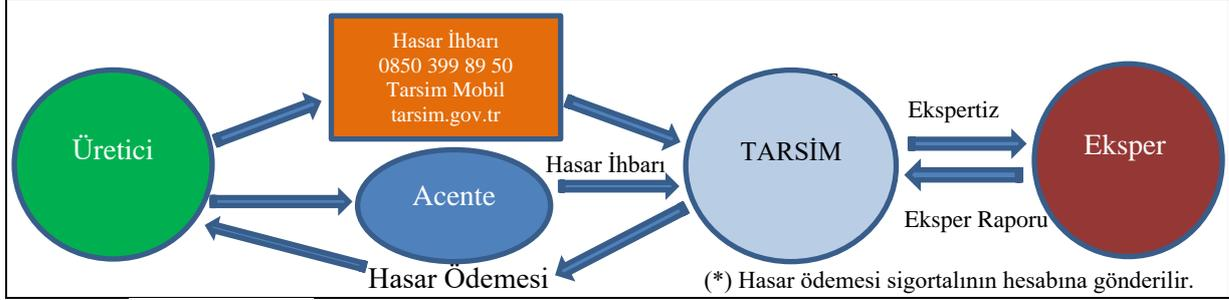 Hasar İhbarı
0850 399 89 50
Tarsim Mobil
tarsim.gov.tr
Üretici
Acente
Hasar İhbarı
TARSİM
Ekspertiz
Eksper
Eksper Raporu
Hasar Ödemesi
(*) Hasar ödemesi sigortalının hesabına gönderilir.